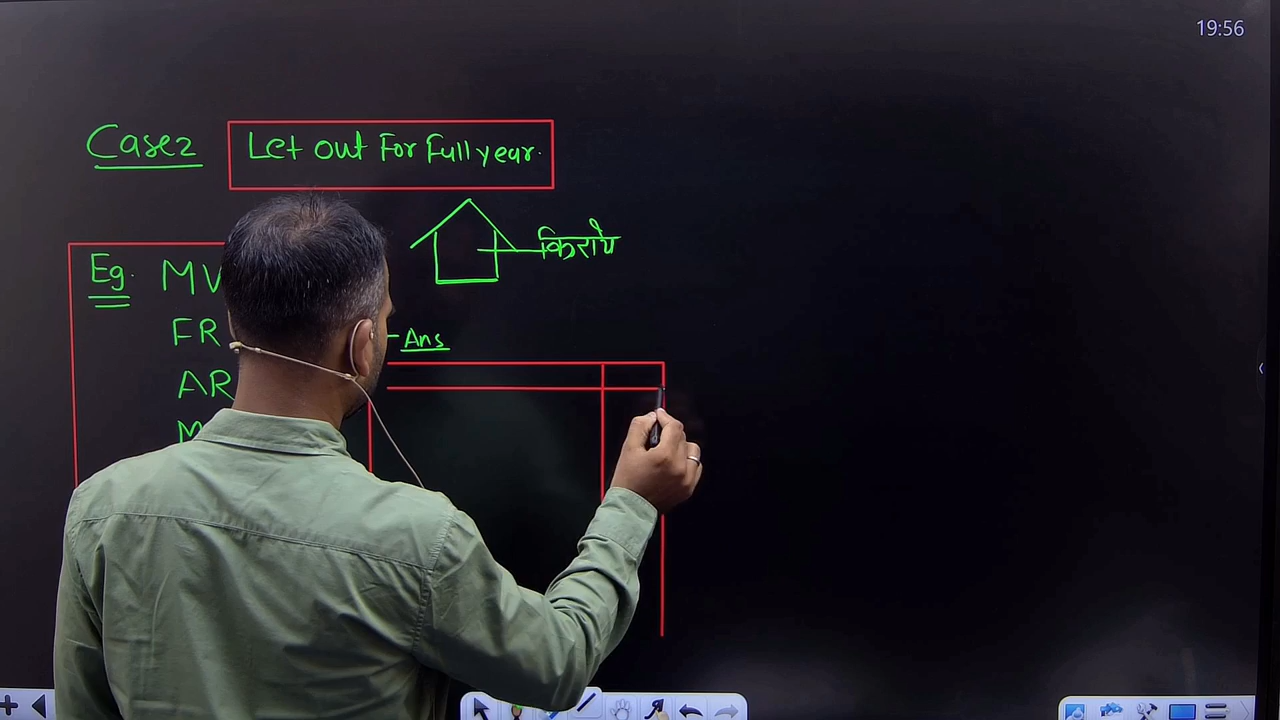 19:56
Case2 Let out For Full year.
किराये
Eg. MV
FR
Ans
AR
M